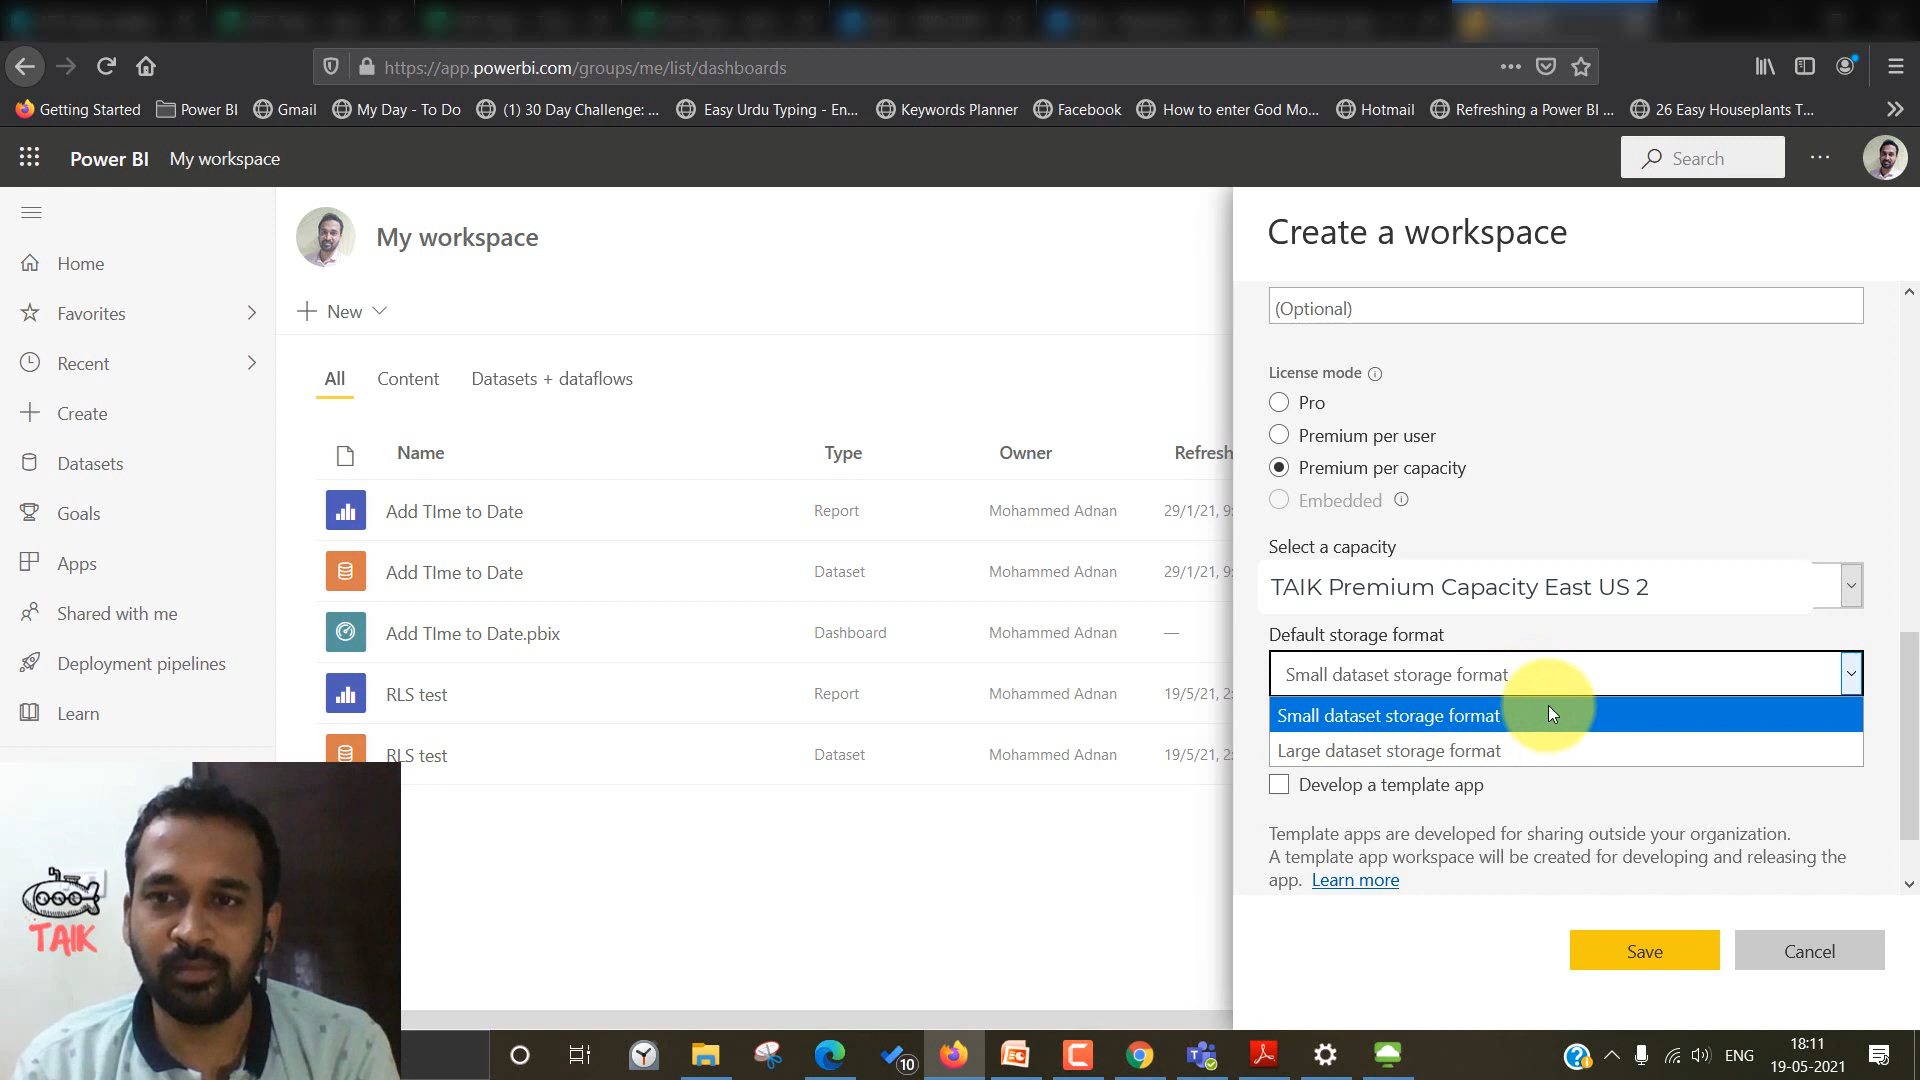 https://app.powerbi.com/groups/me/list/dashboards
Getting Started
Power BI
Gmail
My Day - To Do
(1) 30 Day Challenge: ...
Easy Urdu Typing - En...
Keywords Planner
Facebook
How to enter God Mo...
Hotmail
Refreshing a Power BI ...
26 Easy Houseplants T...
Power BI My workspace
Search
Home
Favorites
Recent
Create
Datasets
Goals
Apps
Shared with me
Deployment pipelines
Learn
My workspace
New
All Content Datasets + dataflows
Name Type Owner Refresh
Add TIme to Date Report Mohammed Adnan 29/1/21, 9:
Add TIme to Date Dataset Mohammed Adnan 29/1/21, 9:
Add TIme to Date.pbix Dashboard Mohammed Adnan —
RLS test Report Mohammed Adnan 19/5/21, 2:
RLS test Dataset Mohammed Adnan 19/5/21, 2:
Create a workspace
(Optional)
License mode
Pro
Premium per user
Premium per capacity
Embedded
Select a capacity
TAIK Premium Capacity East US 2
Default storage format
Small dataset storage format
Small dataset storage format
Large dataset storage format
Develop a template app
Template apps are developed for sharing outside your organization.
A template app workspace will be created for developing and releasing the
app. Learn more
Save
Cancel
TAIK
10
ENG
18:11
19-05-2021